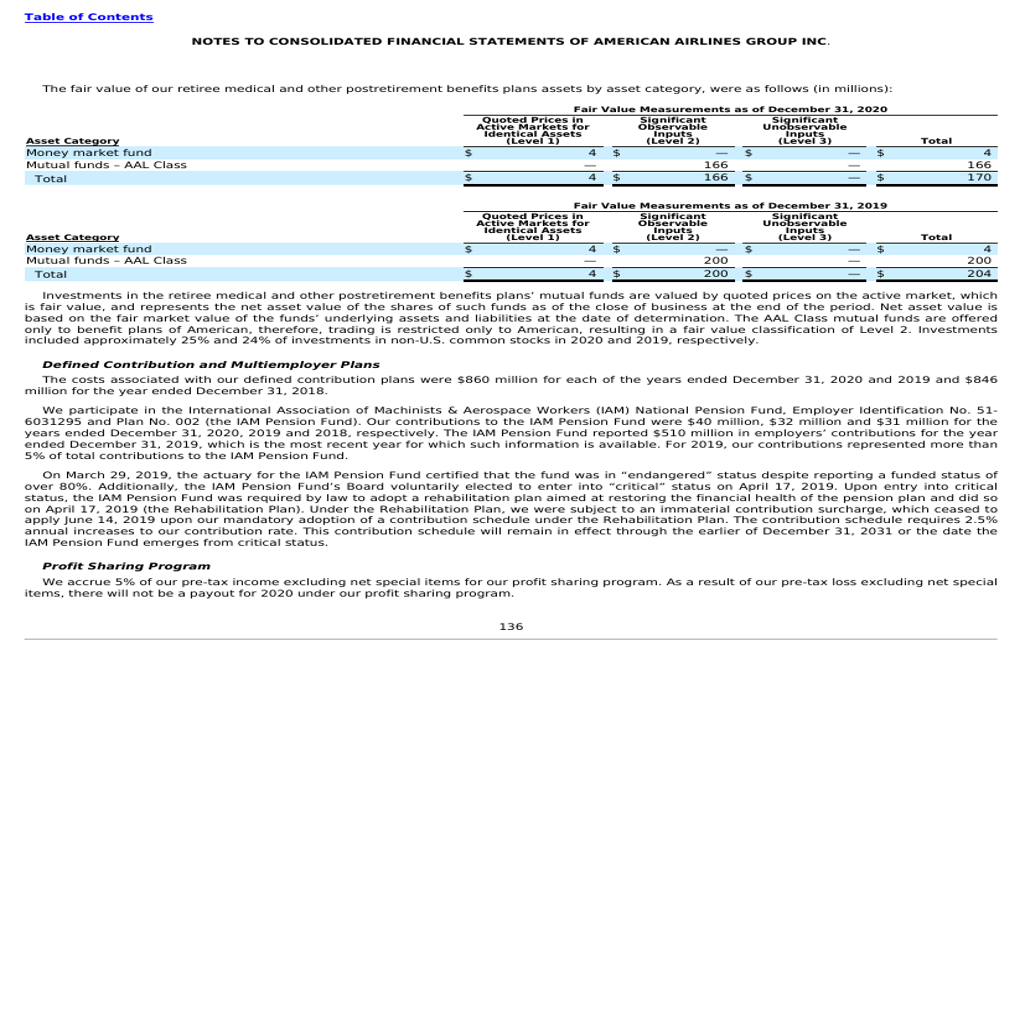 Table of Contents
NOTES TO CONSOLIDATED FINANCIAL STATEMENTS OF AMERICAN AIRLINES GROUP INC.
The fair value of our retiree medical and other postretirement benefits plans assets by asset category, were as follows (in millions):
Fair Value Measurements as of December 31, 2020
Asset Category Quoted Prices in Active Markets for Identical Assets (Level 1) Significant Observable Inputs (Level 2) Significant Unobservable Inputs (Level 3) Total
Money market fund $ 4 $ — $ — $ 4
Mutual funds – AAL Class — 166 — 166
Total $ 4 $ 166 $ — $ 170
Fair Value Measurements as of December 31, 2019
Asset Category Quoted Prices in Active Markets for Identical Assets (Level 1) Significant Observable Inputs (Level 2) Significant Unobservable Inputs (Level 3) Total
Money market fund $ 4 $ — $ — $ 4
Mutual funds – AAL Class — 200 — 200
Total $ 4 $ 200 $ — $ 204
Investments in the retiree medical and other postretirement benefits plans’ mutual funds are valued by quoted prices on the active market, which
is fair value, and represents the net asset value of the shares of such funds as of the close of business at the end of the period. Net asset value is
based on the fair market value of the funds’ underlying assets and liabilities at the date of determination. The AAL Class mutual funds are offered
only to benefit plans of American, therefore, trading is restricted only to American, resulting in a fair value classification of Level 2. Investments
included approximately 25% and 24% of investments in non-U.S. common stocks in 2020 and 2019, respectively.
Defined Contribution and Multiemployer Plans
The costs associated with our defined contribution plans were $860 million for each of the years ended December 31, 2020 and 2019 and $846
million for the year ended December 31, 2018.
We participate in the International Association of Machinists & Aerospace Workers (IAM) National Pension Fund, Employer Identification No. 51-
6031295 and Plan No. 002 (the IAM Pension Fund). Our contributions to the IAM Pension Fund were $40 million, $32 million and $31 million for the
years ended December 31, 2020, 2019 and 2018, respectively. The IAM Pension Fund reported $510 million in employers’ contributions for the year
ended December 31, 2019, which is the most recent year for which such information is available. For 2019, our contributions represented more than
5% of total contributions to the IAM Pension Fund.
On March 29, 2019, the actuary for the IAM Pension Fund certified that the fund was in “endangered” status despite reporting a funded status of
over 80%. Additionally, the IAM Pension Fund’s Board voluntarily elected to enter into “critical” status on April 17, 2019. Upon entry into critical
status, the IAM Pension Fund was required by law to adopt a rehabilitation plan aimed at restoring the financial health of the pension plan and did so
on April 17, 2019 (the Rehabilitation Plan). Under the Rehabilitation Plan, we were subject to an immaterial contribution surcharge, which ceased to
apply June 14, 2019 upon our mandatory adoption of a contribution schedule under the Rehabilitation Plan. The contribution schedule requires 2.5%
annual increases to our contribution rate. This contribution schedule will remain in effect through the earlier of December 31, 2031 or the date the
IAM Pension Fund emerges from critical status.
Profit Sharing Program
We accrue 5% of our pre-tax income excluding net special items for our profit sharing program. As a result of our pre-tax loss excluding net special
items, there will not be a payout for 2020 under our profit sharing program.
136